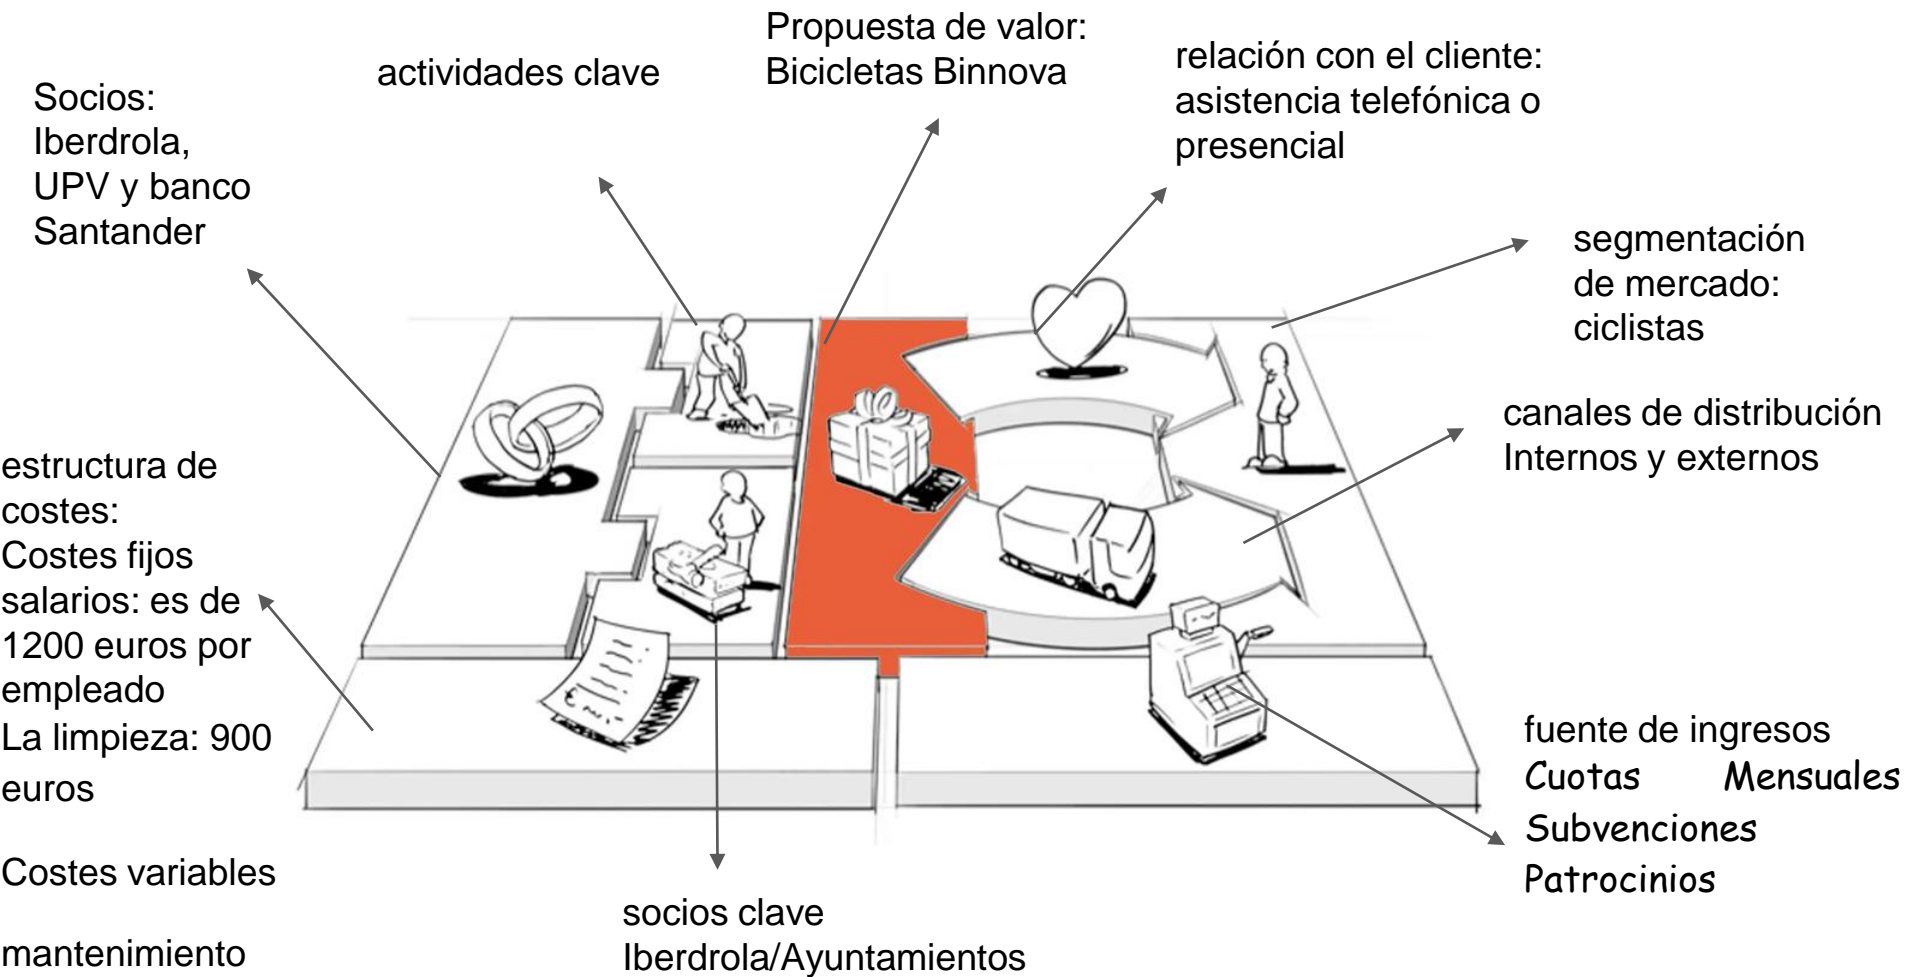 Socios:
Iberdrola,
UPV y banco
Santander
actividades clave
Propuesta de valor:
Bicicletas Binnova
relación con el cliente:
asistencia telefónica o
presencial
segmentación
de mercado:
ciclistas
canales de distribución
Internos y externos
estructura de
costes:
Costes fijos
salarios: es de
1200 euros por
empleado
La limpieza: 900
euros
Costes variables
mantenimiento
socios clave
Iberdrola/Ayuntamientos
fuente de ingresos
Cuotas Mensuales
Subvenciones
Patrocinios